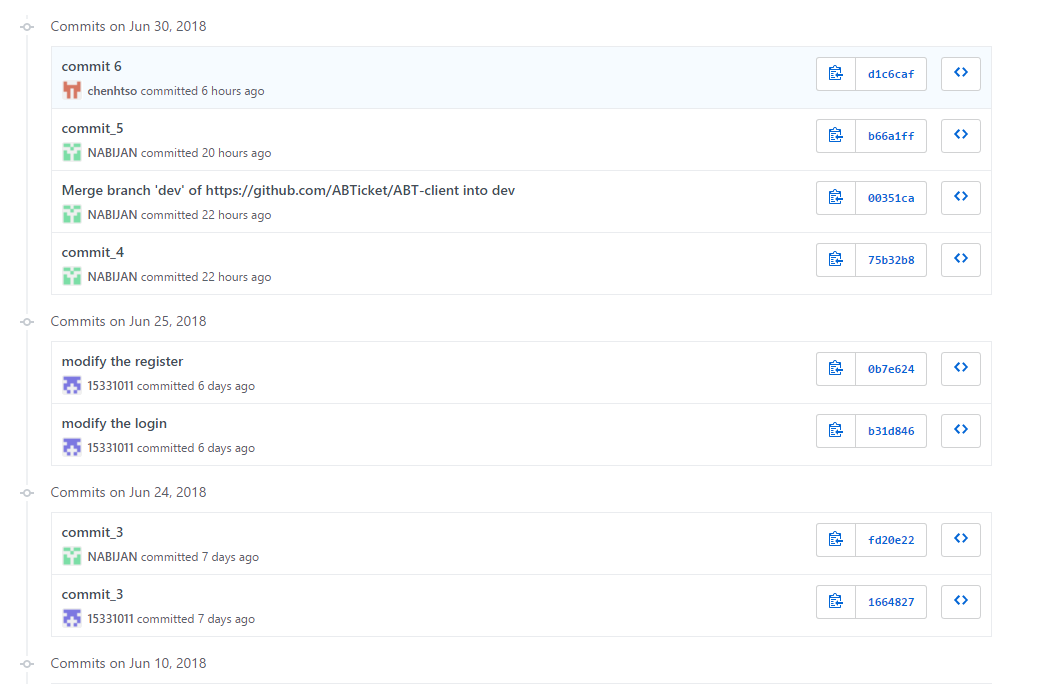 Commits on Jun 30, 2018
commit 6
d1c6caf
chenhtso committed 6 hours ago
commit_5
b66a1ff
NABIJAN committed 20 hours ago
Merge branch 'dev' of https://github.com/ABTicket/ABT-client into dev
00351ca
NABIJAN committed 22 hours ago
commit_4
75b32b8
NABIJAN committed 22 hours ago
Commits on Jun 25, 2018
modify the register
0b7e624
15331011 committed 6 days ago
modify the login
b31d846
15331011 committed 6 days ago
Commits on Jun 24, 2018
commit_3
fd20e22
NABIJAN committed 7 days ago
commit_3
1664827
15331011 committed 7 days ago
Commits on Jun 10, 2018